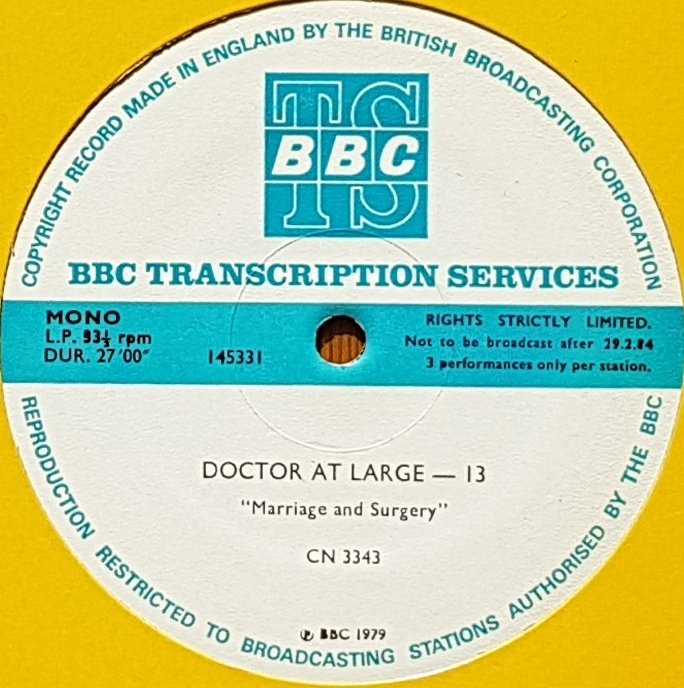 COPYRIGHT RECORD MADE IN ENGLAND BY THE BRITISH BROADCASTING CORPORATION
TS
BBC
BBC TRANSCRIPTION SERVICES
MONO
L.P. 33⅓ rpm
DUR. 27'00"
145331
RIGHTS STRICTLY LIMITED.
Not to be broadcast after 29.2.84
3 performances only per station.
DOCTOR AT LARGE — 13
"Marriage and Surgery"
CN 3343
℗ BBC 1979
REPRODUCTION RESTRICTED TO BROADCASTING STATIONS AUTHORISED BY THE BBC